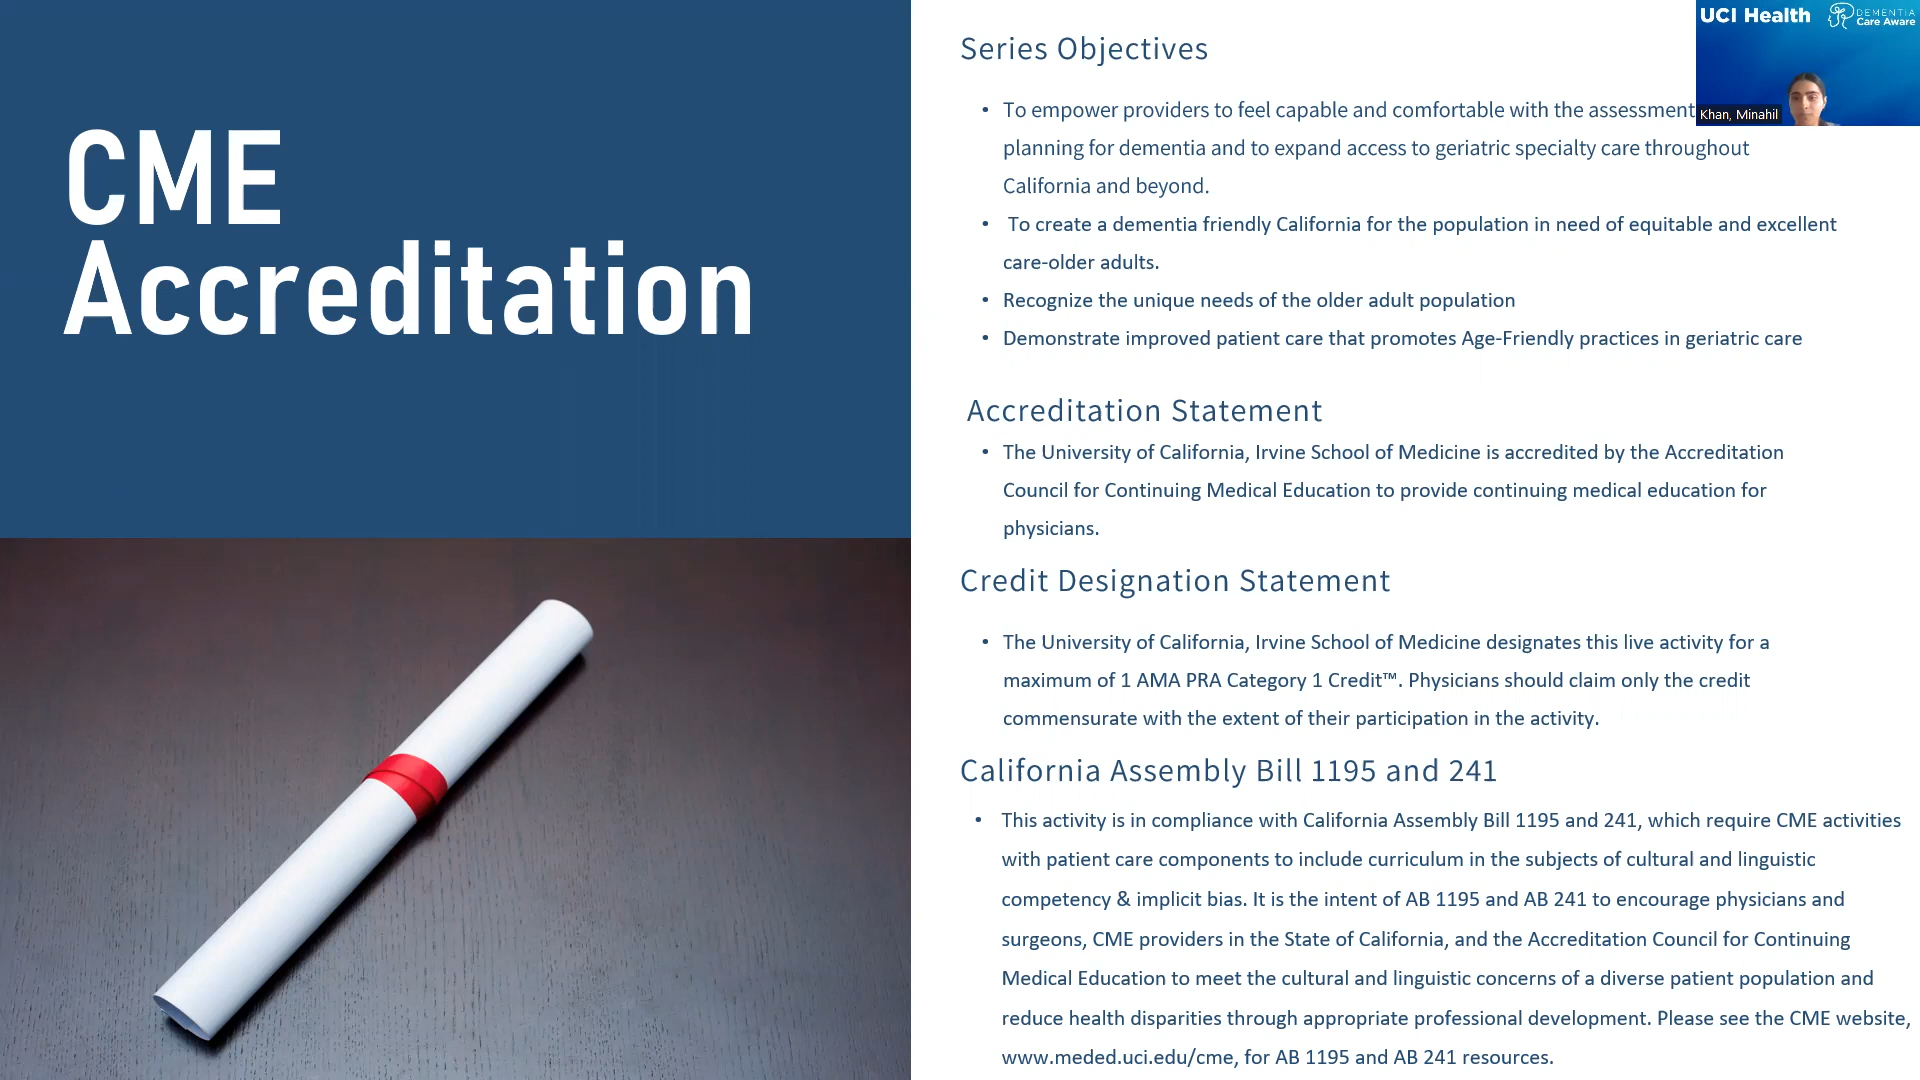 CME
Accreditation
Series Objectives
• To empower providers to feel capable and comfortable with the assessment
planning for dementia and to expand access to geriatric specialty care throughout
California and beyond.
• To create a dementia friendly California for the population in need of equitable and excellent
care-older adults.
• Recognize the unique needs of the older adult population
• Demonstrate improved patient care that promotes Age-Friendly practices in geriatric care
Accreditation Statement
• The University of California, Irvine School of Medicine is accredited by the Accreditation
Council for Continuing Medical Education to provide continuing medical education for
physicians.
Credit Designation Statement
• The University of California, Irvine School of Medicine designates this live activity for a
maximum of 1 AMA PRA Category 1 Credit™. Physicians should claim only the credit
commensurate with the extent of their participation in the activity.
California Assembly Bill 1195 and 241
• This activity is in compliance with California Assembly Bill 1195 and 241, which require CME activities
with patient care components to include curriculum in the subjects of cultural and linguistic
competency & implicit bias. It is the intent of AB 1195 and AB 241 to encourage physicians and
surgeons, CME providers in the State of California, and the Accreditation Council for Continuing
Medical Education to meet the cultural and linguistic concerns of a diverse patient population and
reduce health disparities through appropriate professional development. Please see the CME website,
www.meded.uci.edu/cme, for AB 1195 and AB 241 resources.
UCI Health
DEMENTIA
Care Aware
Khan, Minahil